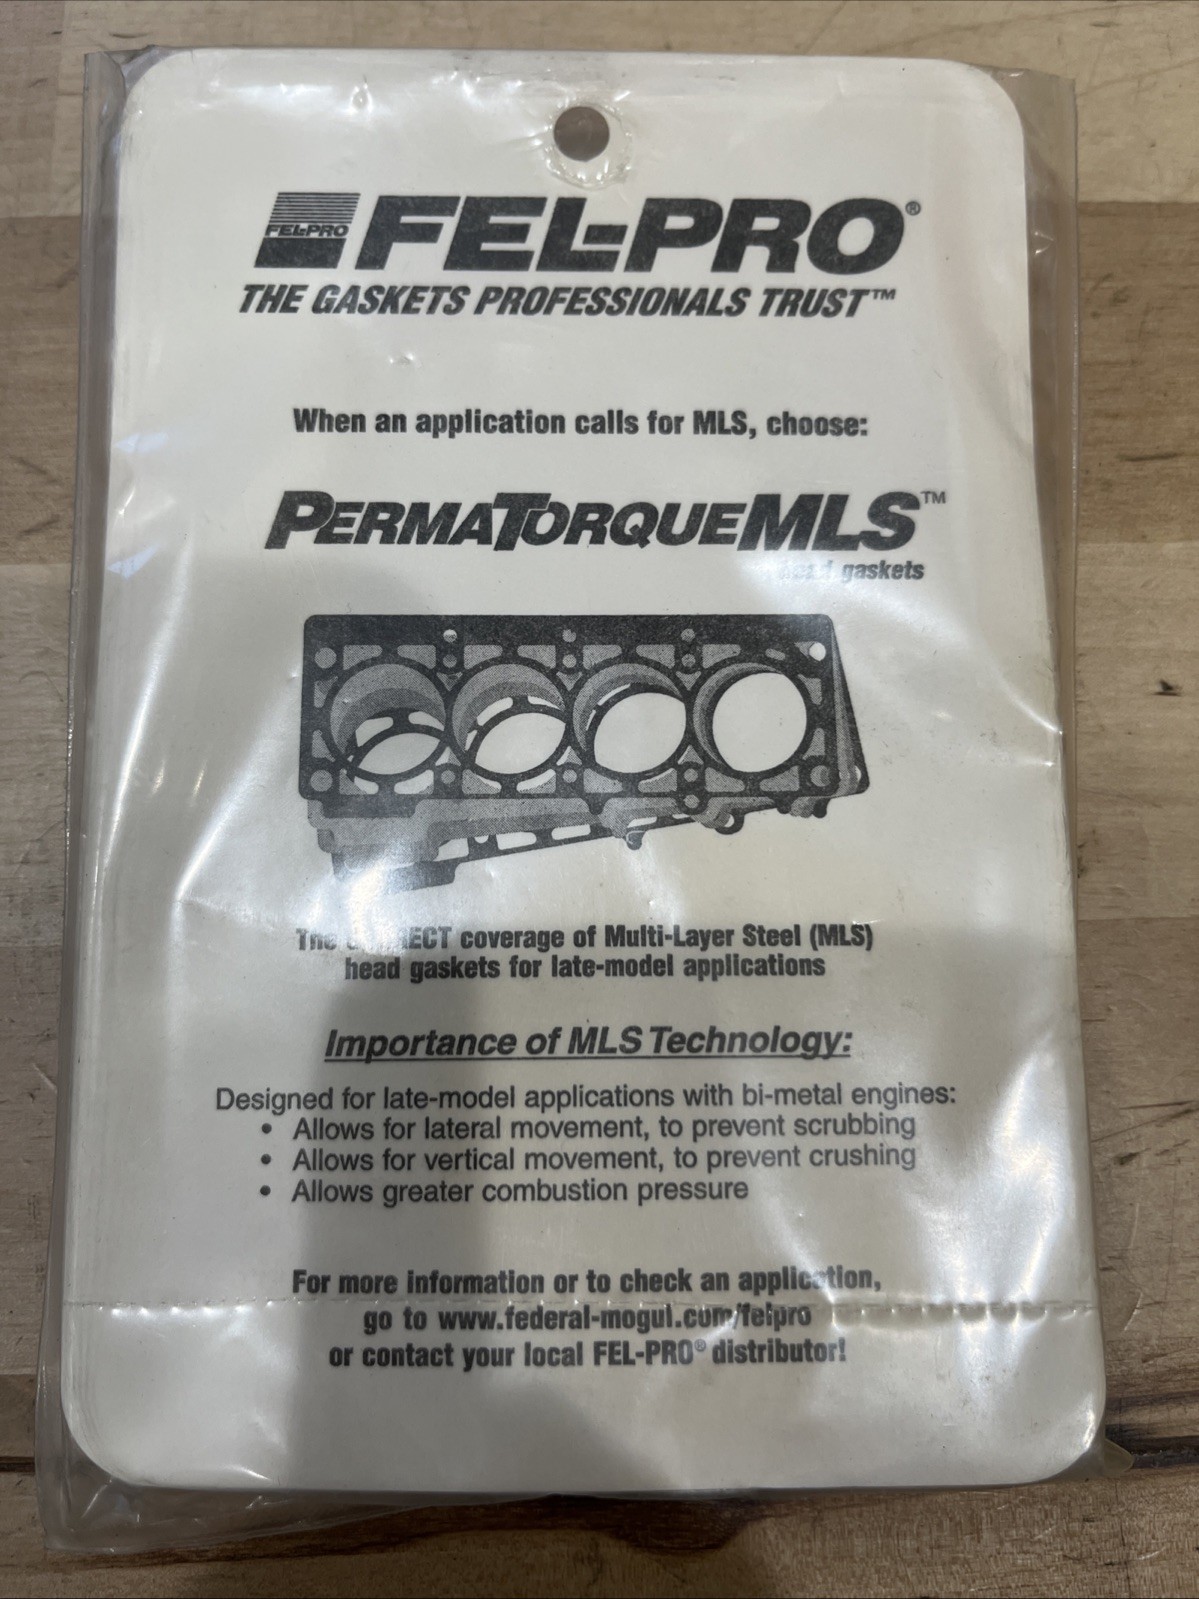 FEL-PRO
FEL-PRO®
THE GASKETS PROFESSIONALS TRUST™
When an application calls for MLS, choose:
PERMATORQUEMLS™
head gaskets
The CORRECT coverage of Multi-Layer Steel (MLS)
head gaskets for late-model applications
Importance of MLS Technology:
Designed for late-model applications with bi-metal engines:
• Allows for lateral movement, to prevent scrubbing
• Allows for vertical movement, to prevent crushing
• Allows greater combustion pressure
For more information or to check an application,
go to www.federal-mogul.com/felpro
or contact your local FEL-PRO® distributor!